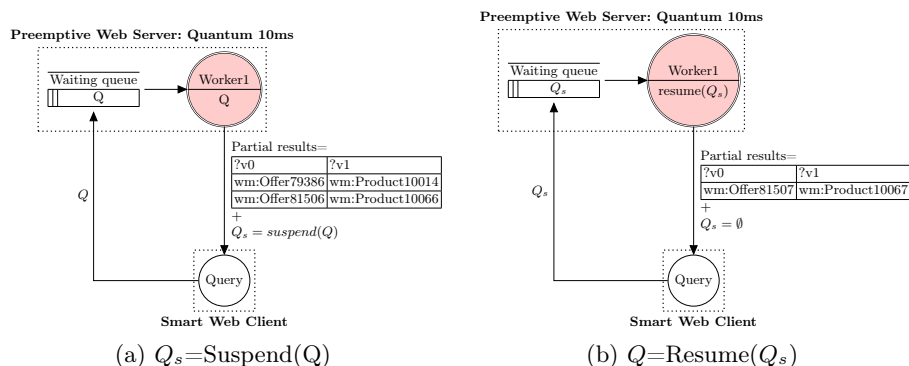 Preemptive Web Server: Quantum 10ms
Waiting queue
Q
Worker1
Q
Q
Partial results=
?v0 ?v1
wm:Offer79386 wm:Product10014
wm:Offer81506 wm:Product10066
+
Qs = suspend(Q)
Query
Smart Web Client
(a) Qs=Suspend(Q)
Preemptive Web Server: Quantum 10ms
Waiting queue
Qs
Worker1
resume(Qs)
Qs
Partial results=
?v0 ?v1
wm:Offer81507 wm:Product10067
+
Qs = ∅
Query
Smart Web Client
(b) Q=Resume(Qs)